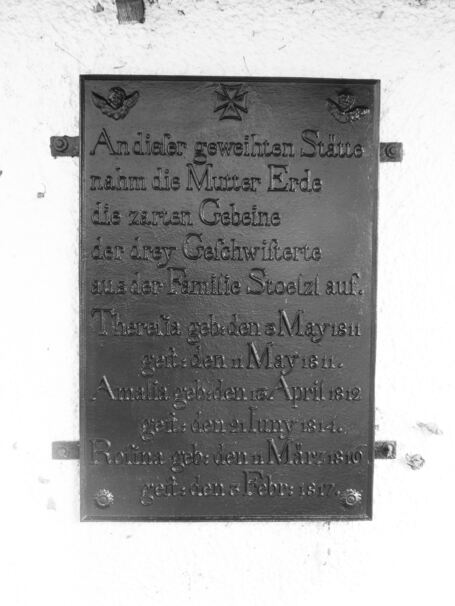 An dieſer geweihten Stätte
nahm die Mutter Erde
die zarten Gebeine
der drey Geſchwiſterte
aus der Familie Stoelzl auf.
Thereſia geb: den 3 May 1811
geſt: den 11 May 1811.
Amalia geb: den 13. April 1812
geſt: den 21 Juny 1814.
Roſina geb: den 11 März 1816
geſt: den 3 Febr: 1817.